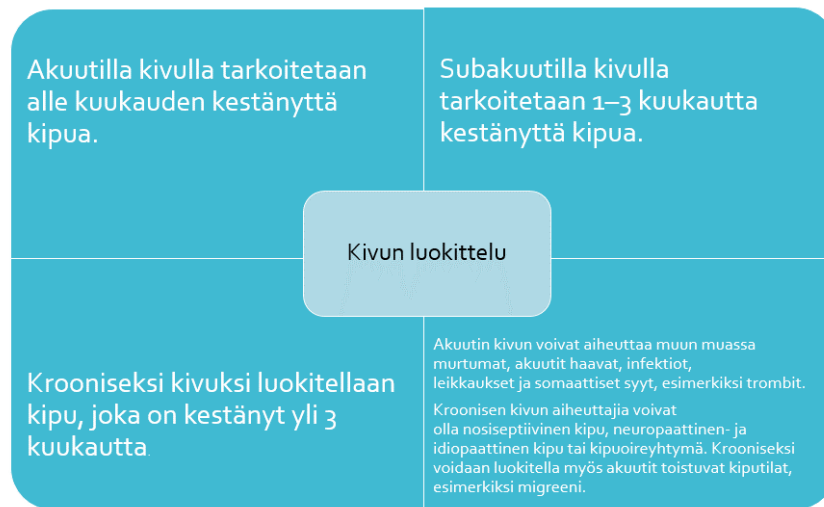 Akuutilla kivulla tarkoitetaan
alle kuukauden kestänyttä
kipua.
Subakuutilla kivulla
tarkoitetaan 1–3 kuukautta
kestänyttä kipua.
Kivun luokittelu
Krooniseksi kivuksi luokitellaan
kipu, joka on kestänyt yli 3
kuukautta.
Akuutin kivun voivat aiheuttaa muun muassa
murtumat, akuutit haavat, infektiot,
leikkaukset ja somaattiset syyt, esimerkiksi trombit.
Kroonisen kivun aiheuttajia voivat
olla nosiseptiivinen kipu, neuropaattinen- ja
idiopaattinen kipu tai kipuoireyhtymä. Krooniseksi
voidaan luokitella myös akuutit toistuvat kiputilat,
esimerkiksi migreeni.